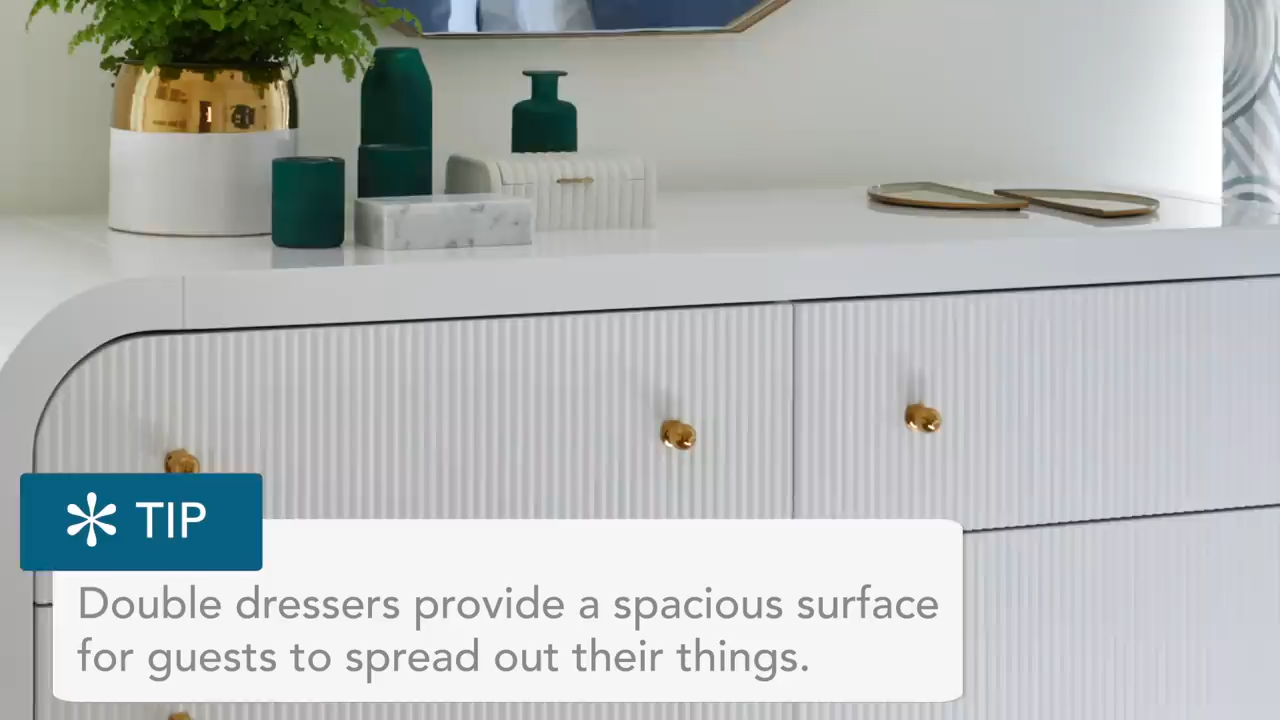 * TIP
Double dressers provide a spacious surface
for guests to spread out their things.